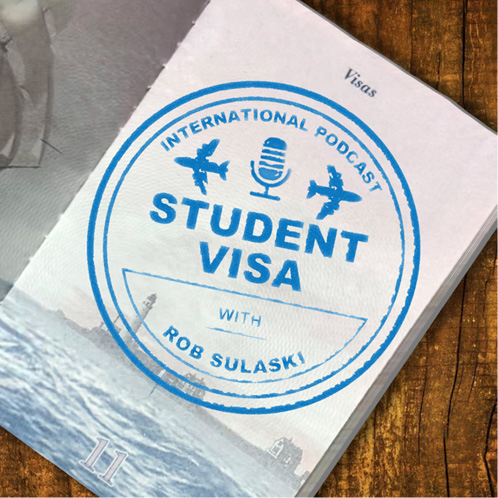 Visas
INTERNATIONAL PODCAST
STUDENT
VISA
WITH
ROB SULASKI
11